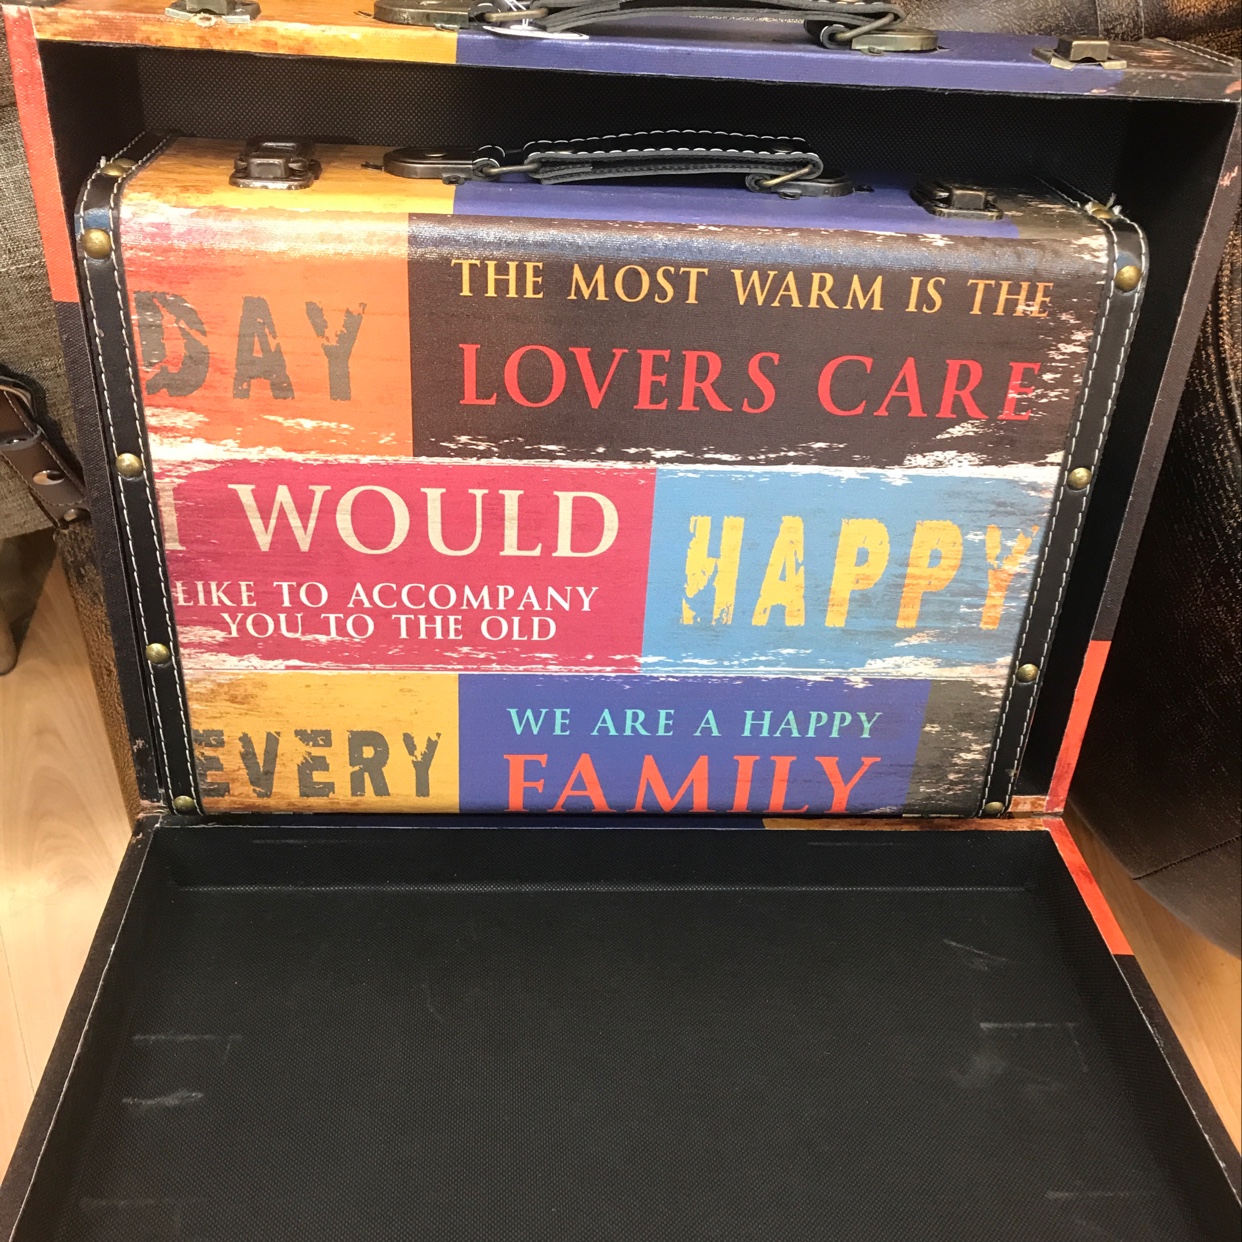 DAY
THE MOST WARM IS THE
LOVERS CARE
I WOULD
LIKE TO ACCOMPANY
YOU TO THE OLD
HAPPY
EVERY
WE ARE A HAPPY
FAMILY